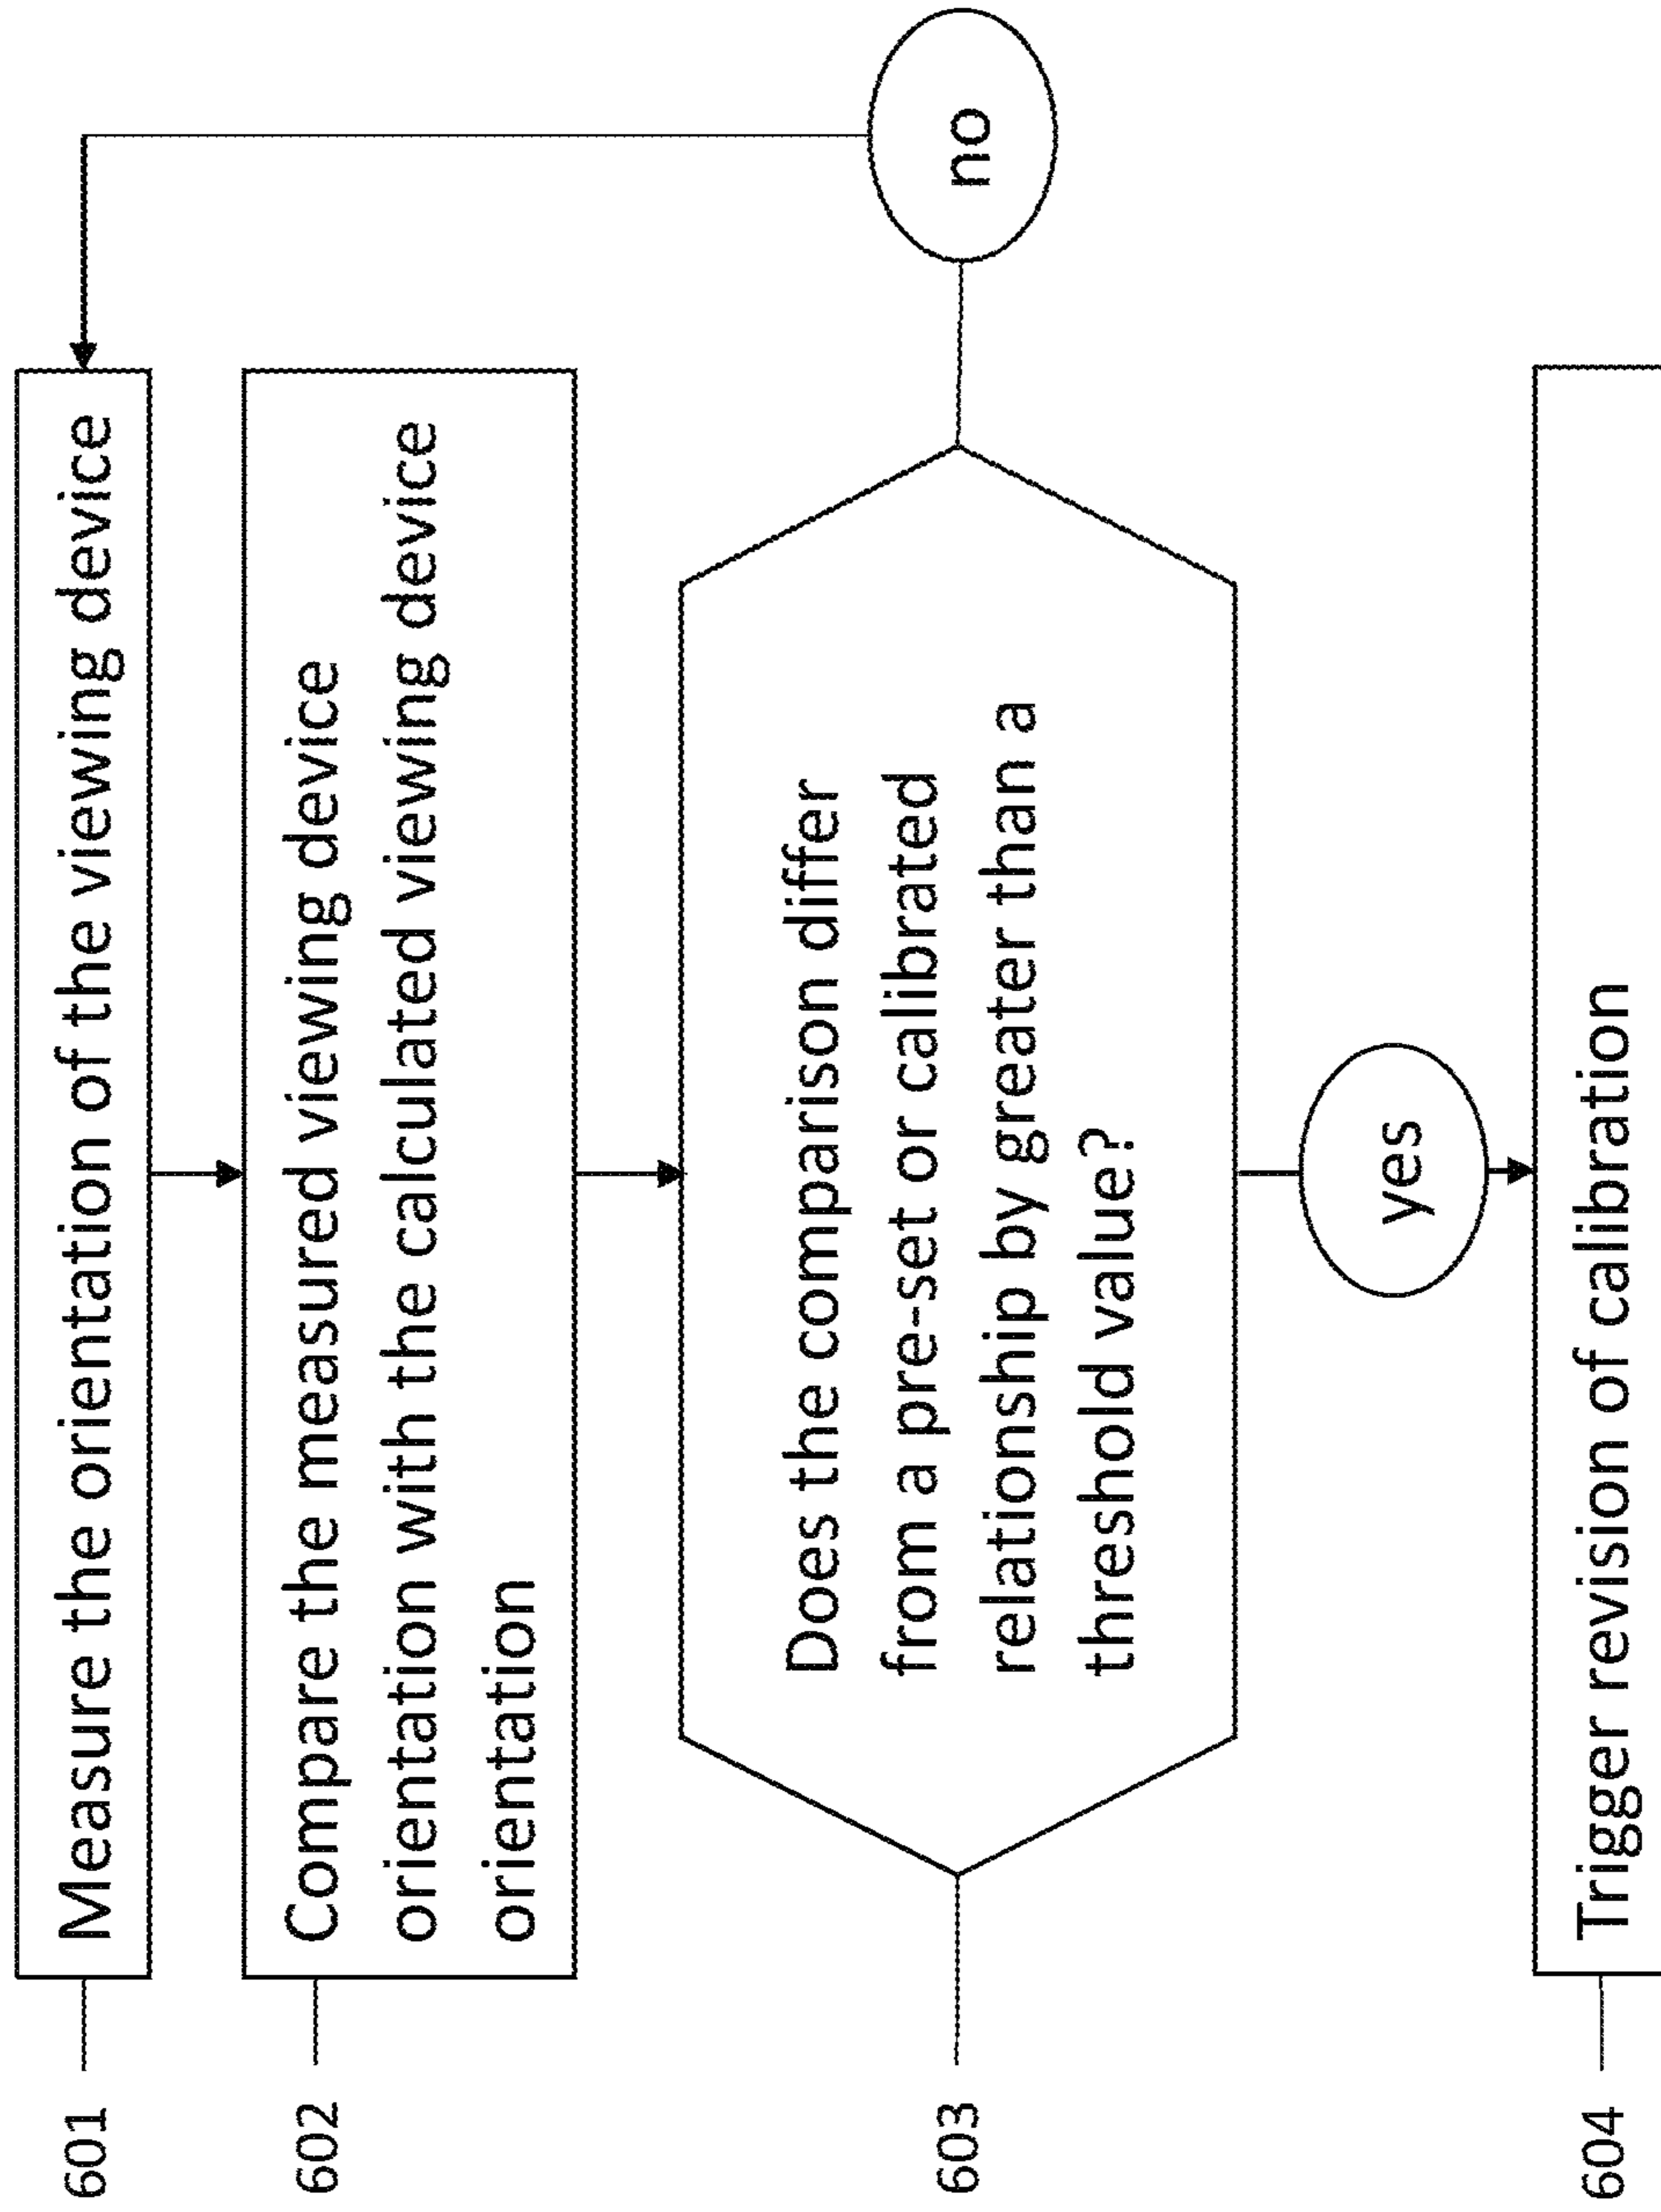 601
Measure the orientation of the viewing device
602
Compare the measured viewing device
orientation with the calculated viewing device
orientation
603
Does the comparison differ
from a pre-set or calibrated
relationship by greater than a
threshold value?
no
yes
604
Trigger revision of calibration